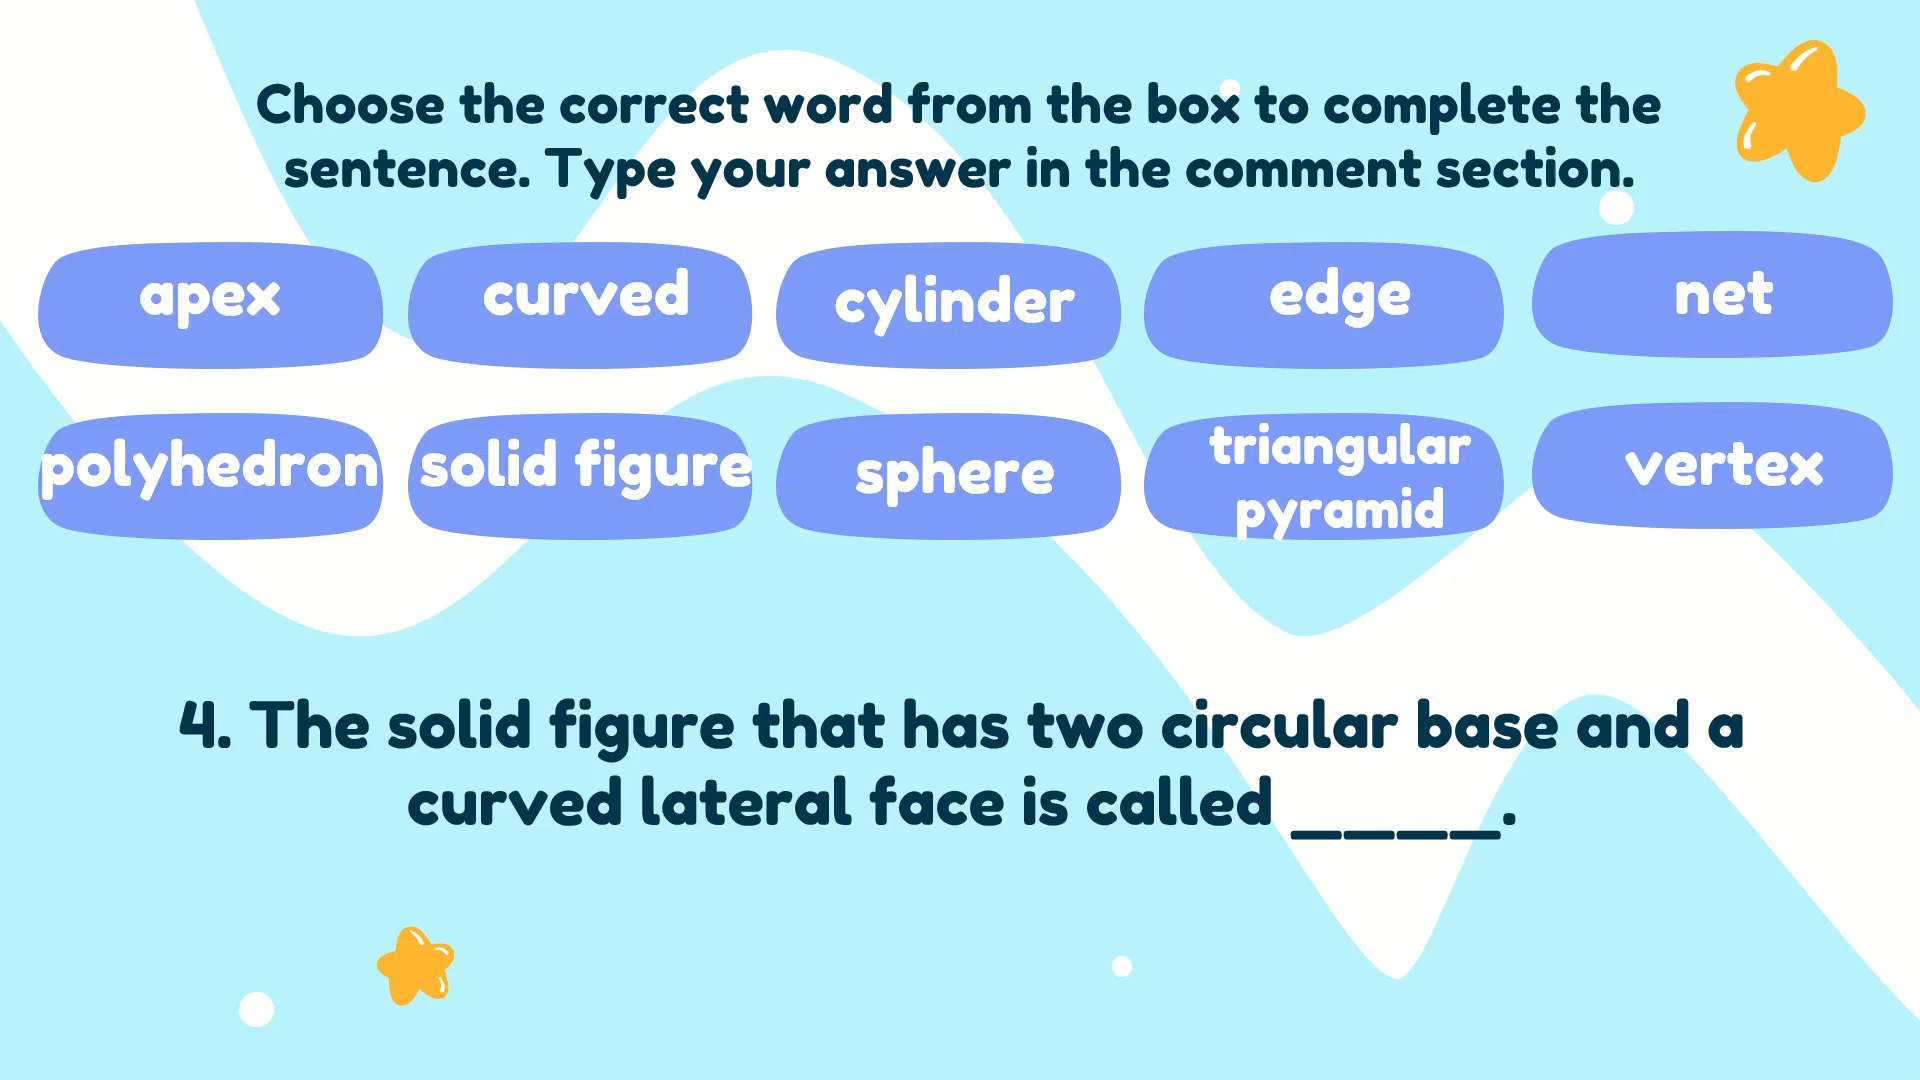 Choose the correct word from the box to complete the
sentence. Type your answer in the comment section.
apex
curved
cylinder
edge
net
polyhedron
solid figure
sphere
triangular
pyramid
vertex
4. The solid figure that has two circular base and a
curved lateral face is called ____.